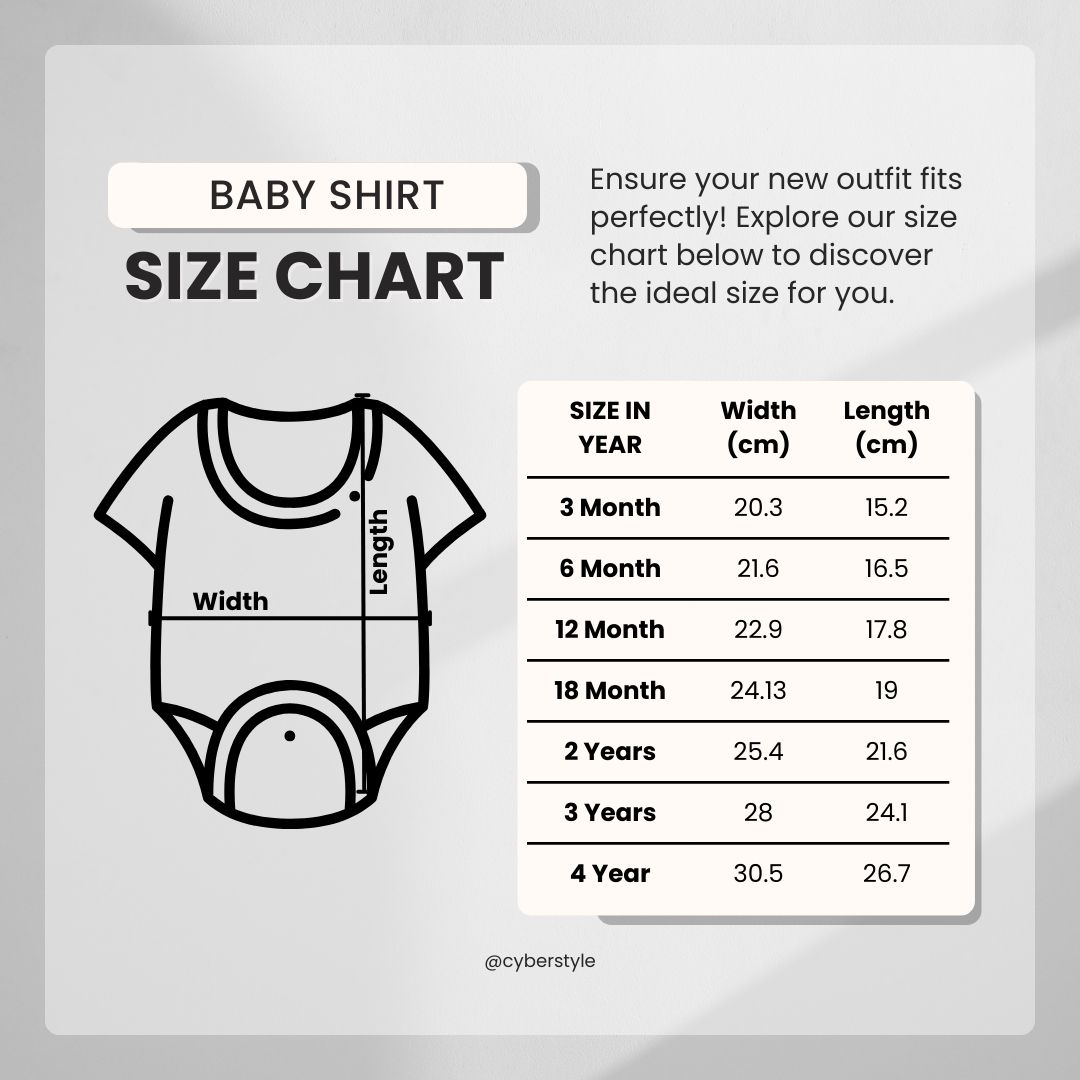 BABY SHIRT
SIZE CHART
Ensure your new outfit fits
perfectly! Explore our size
chart below to discover
the ideal size for you.
Width
Length
SIZE IN YEAR Width (cm) Length (cm)
3 Month 20.3 15.2
6 Month 21.6 16.5
12 Month 22.9 17.8
18 Month 24.13 19
2 Years 25.4 21.6
3 Years 28 24.1
4 Year 30.5 26.7
@cyberstyle